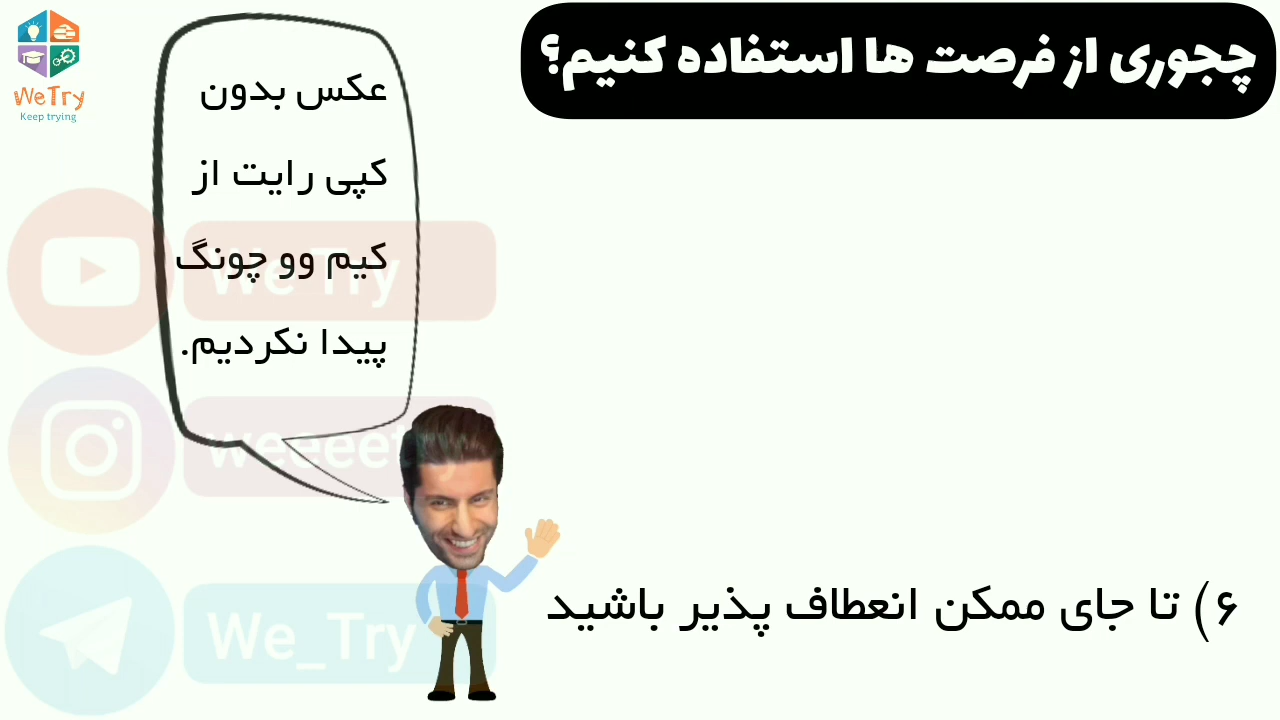 چجوری از فرصت ها استفاده کنیم؟
WeTry
Keep trying
عکس بدون
کپی رایت از
کیم وو چونگ
پیدا نکردیم.
We Try
weeeetry
We_Try
۶) تا جای ممکن انعطاف پذیر باشید